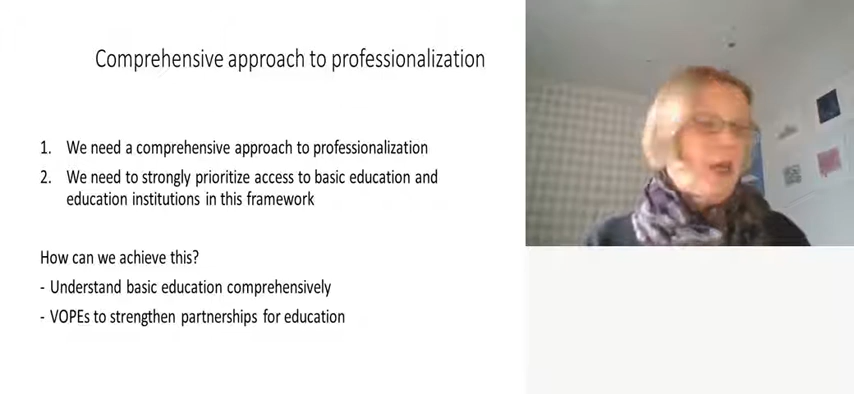 Comprehensive approach to professionalization
1. We need a comprehensive approach to professionalization
2. We need to strongly prioritize access to basic education and
education institutions in this framework
How can we achieve this?
- Understand basic education comprehensively
- VOPEs to strengthen partnerships for education